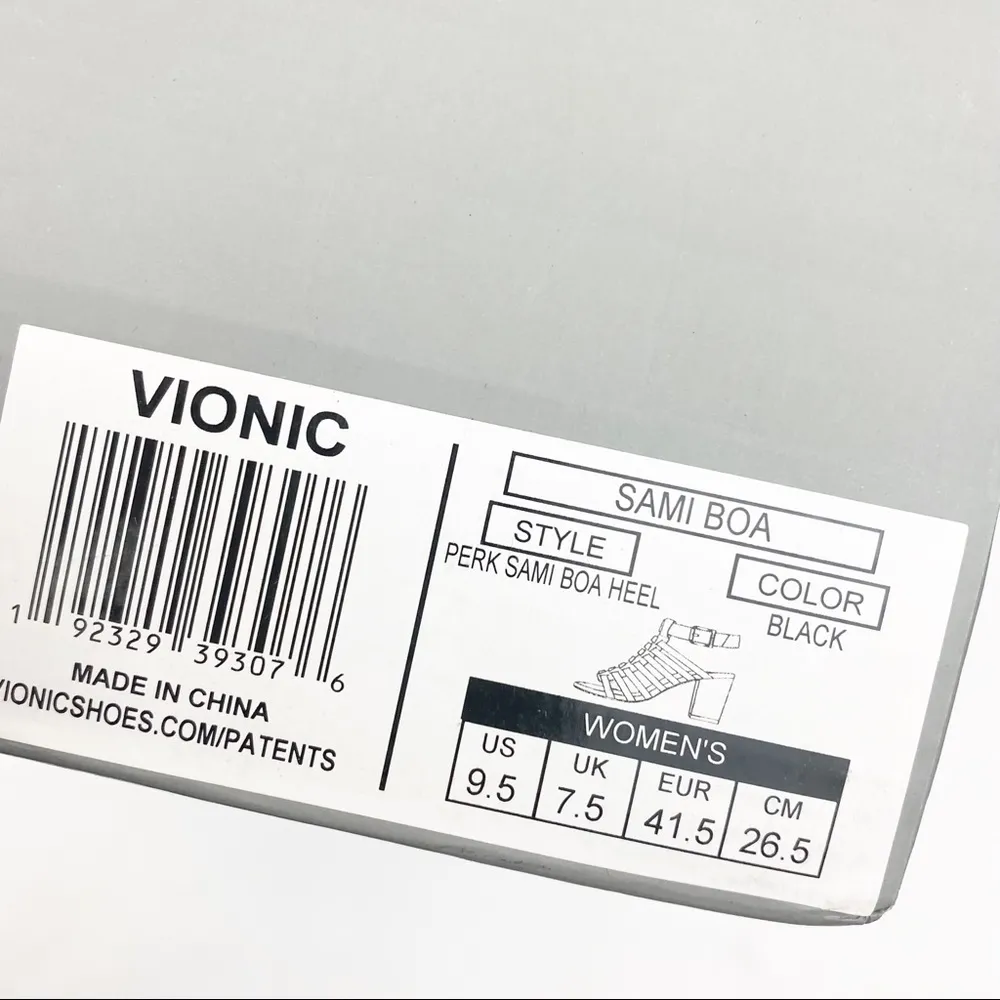 VIONIC
1 92329 39307 6
MADE IN CHINA
VIONICSHOES.COM/PATENTS
SAMI BOA
STYLE
PERK SAMI BOA HEEL
COLOR
BLACK
WOMEN'S
US UK EUR CM
9.5 7.5 41.5 26.5